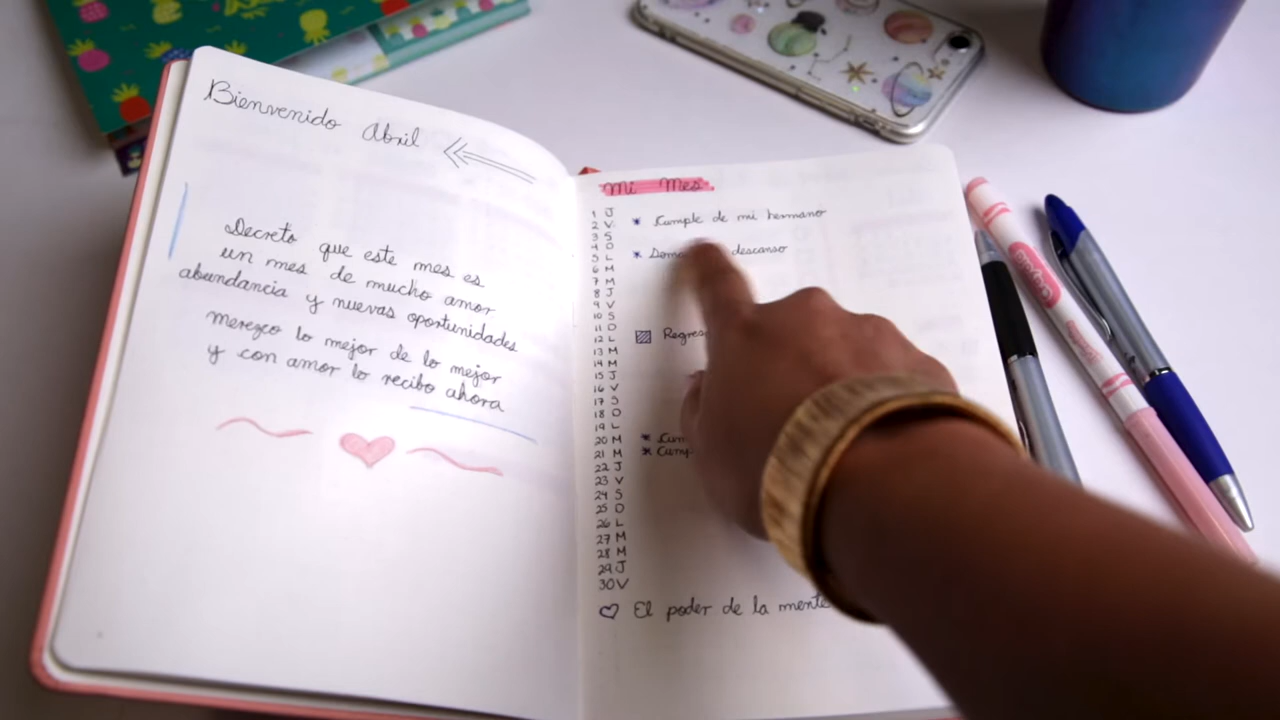 Bienvenido Abril
Decreto que este mes es
un mes de mucho amor
abundancia y nuevas oportunidades
merezco lo mejor de lo mejor
y con amor lo recibo ahora
Mi Mes
1 J
2 V * Cumple de mi hermano
3 S
4 D
5 L * descanso
6 M
7 M
8 J
9 V
10 S
11 D
12 L
13 M
14 M
15 J
16 V
17 S
18 D
19 L
20 M *
21 M *
22 J
23 V
24 S
25 D
26 L
27 M
28 M
29 J
30 V
El poder de la mente